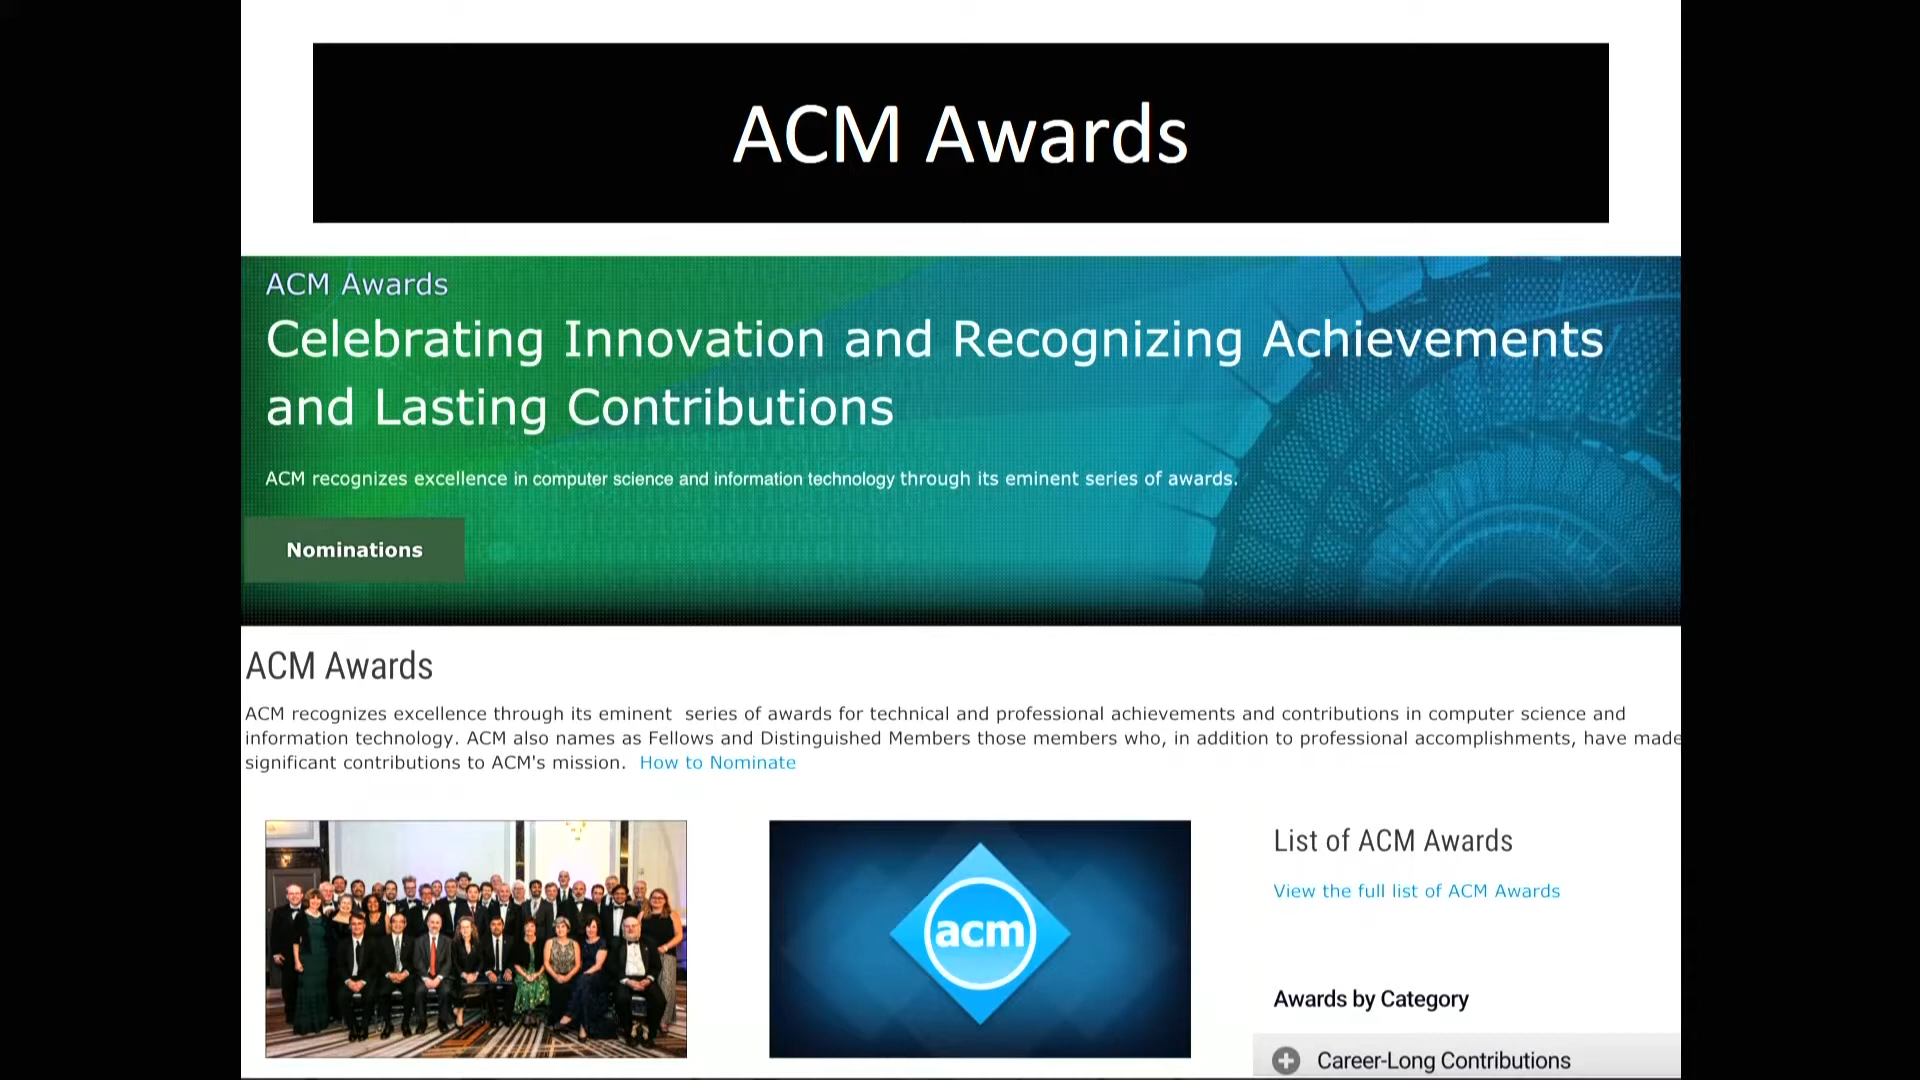 ACM Awards
ACM Awards
Celebrating Innovation and Recognizing Achievements
and Lasting Contributions
ACM recognizes excellence in computer science and information technology through its eminent series of awards.
Nominations
ACM Awards
ACM recognizes excellence through its eminent series of awards for technical and professional achievements and contributions in computer science and
information technology. ACM also names as Fellows and Distinguished Members those members who, in addition to professional accomplishments, have made
significant contributions to ACM's mission. How to Nominate
acm
List of ACM Awards
View the full list of ACM Awards
Awards by Category
Career-Long Contributions